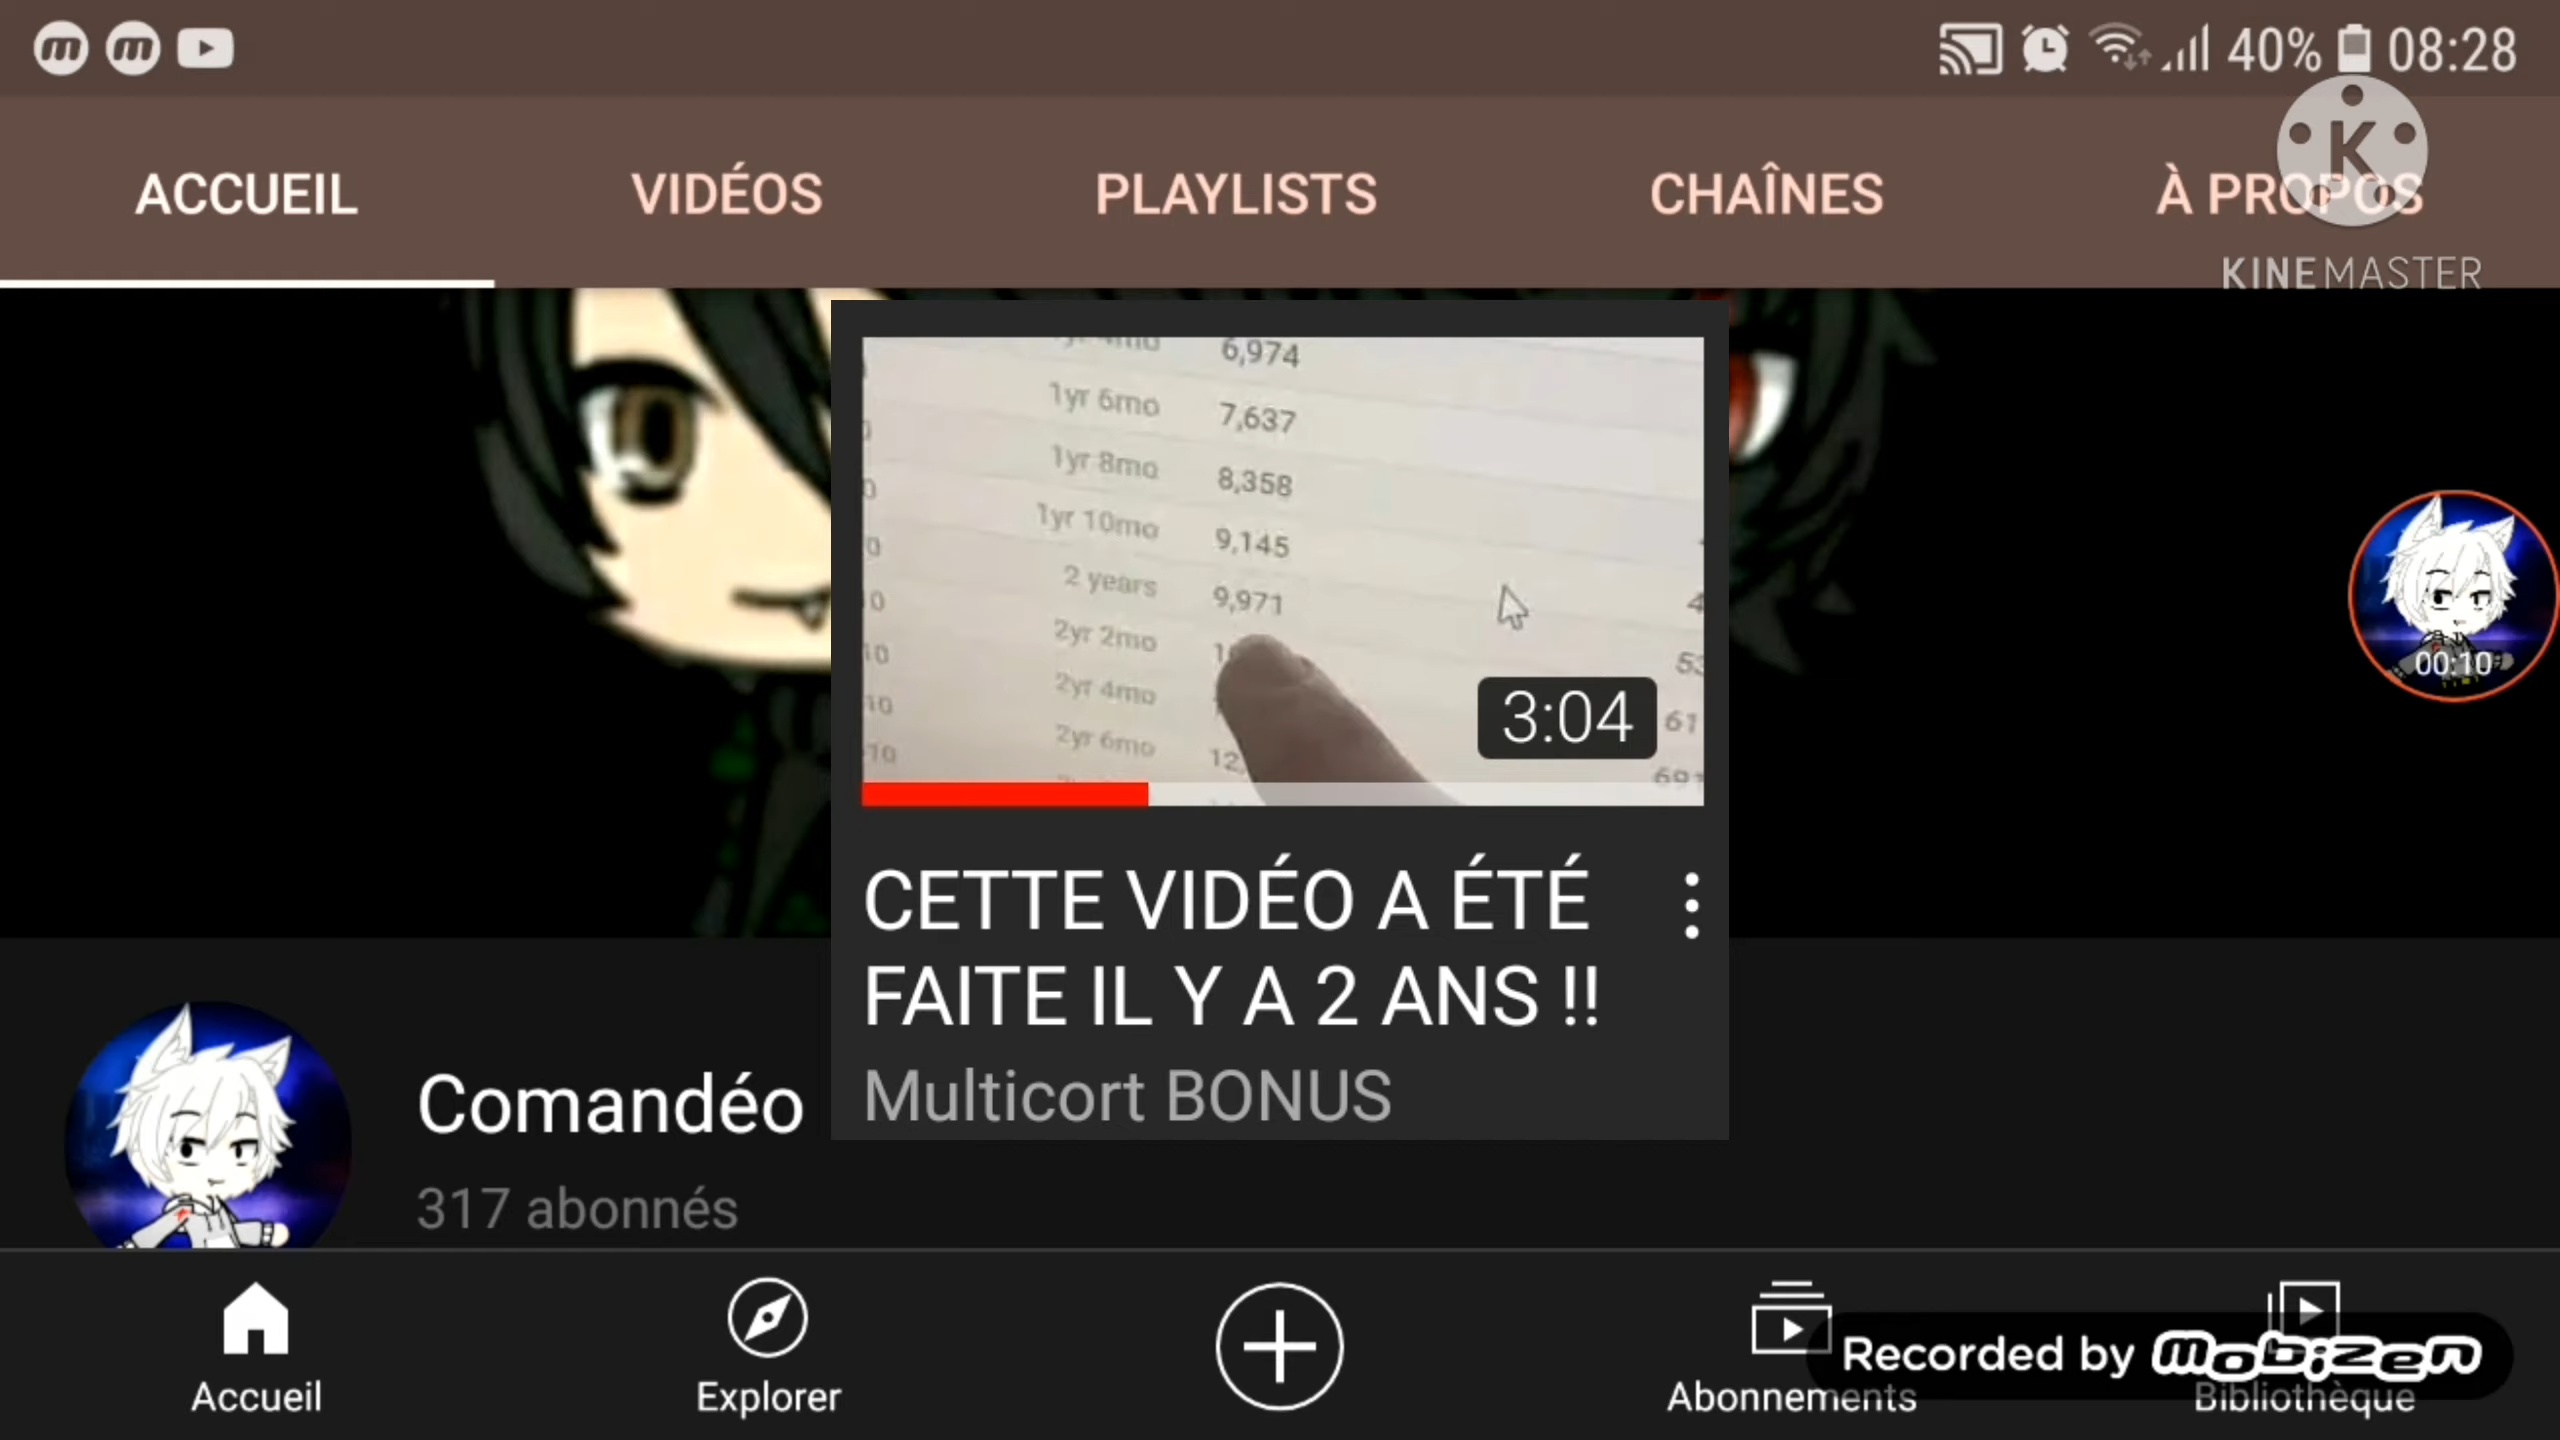 40% 08:28
ACCUEIL VIDÉOS PLAYLISTS CHAÎNES À PROPOS
K
KINEMASTER
6,974
1yr 6mo 7,637
1yr 8mo 8,358
1yr 10mo 9,145
2 years 9,971
2yr 2mo
2yr 4mo
2yr 6mo
3:04
00:10
CETTE VIDÉO A ÉTÉ
FAITE IL Y A 2 ANS !!
Multicort BONUS
Comandéo
317 abonnés
Accueil Explorer Abonnements Bibliothèque
Recorded by mobizen